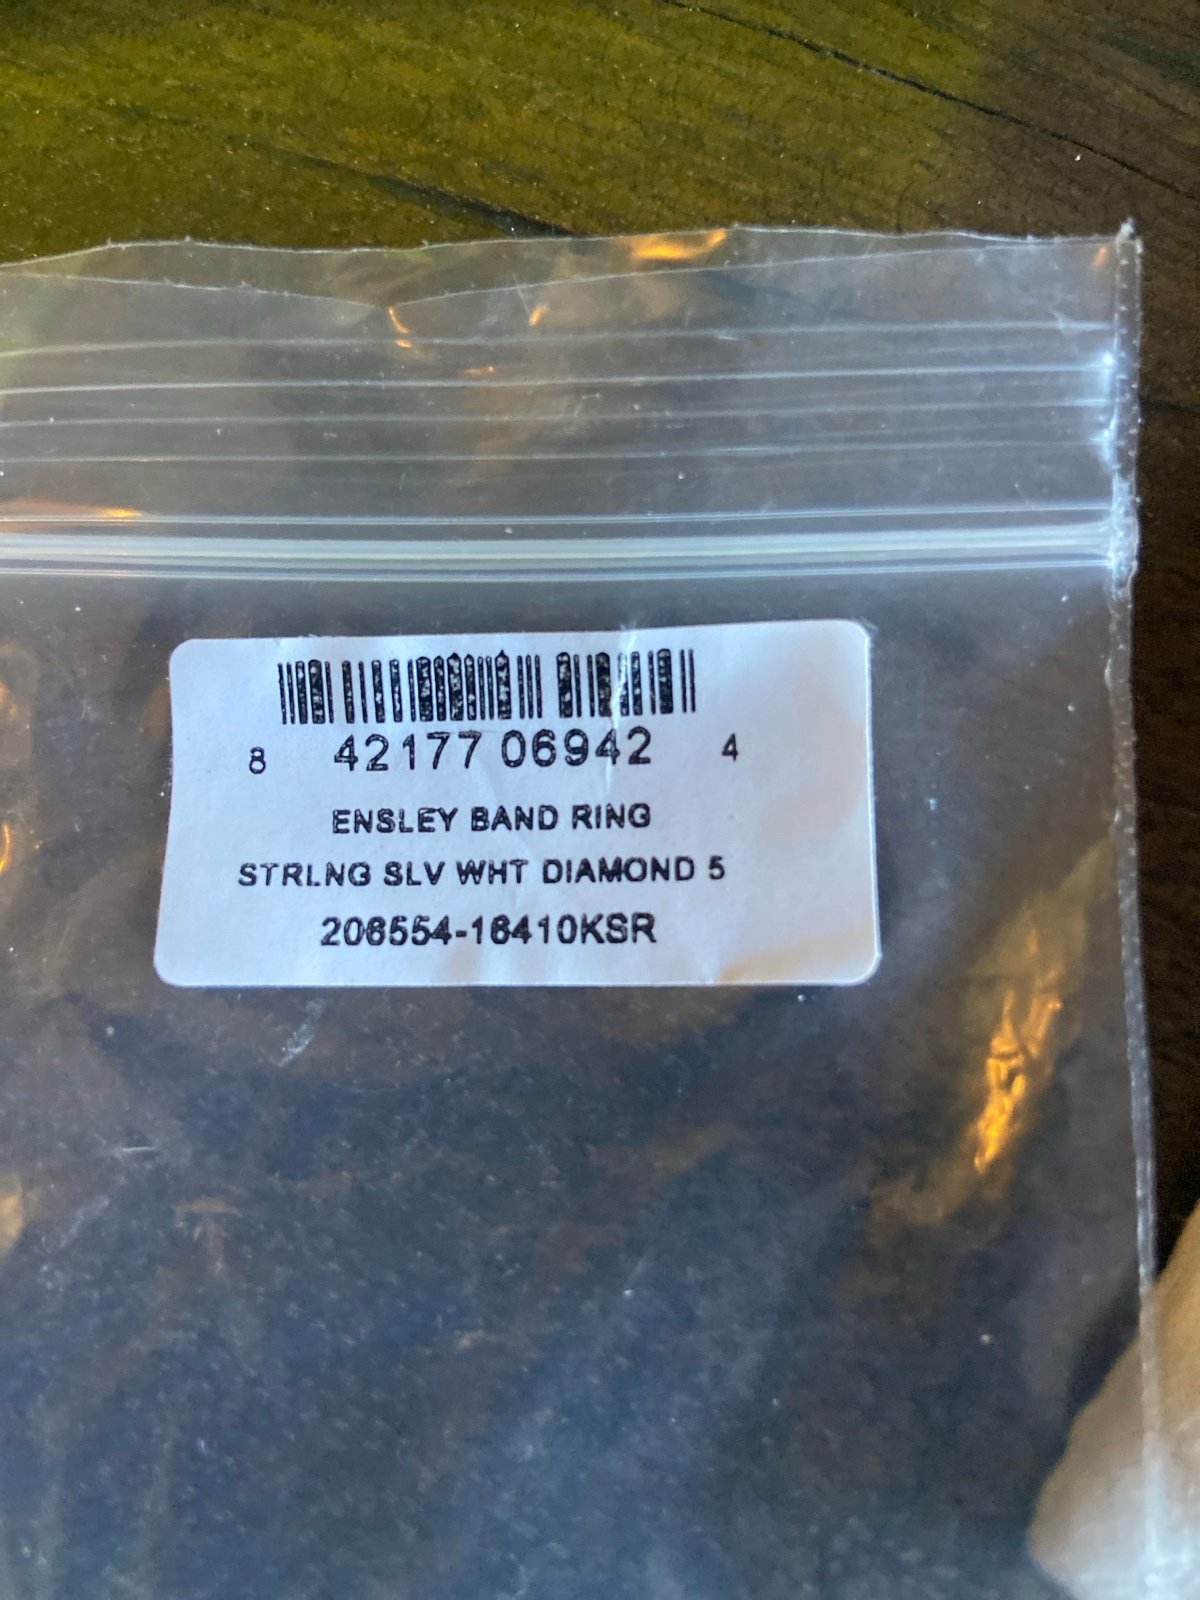 8 42177 06942 4
ENSLEY BAND RING
STRLNG SLV WHT DIAMOND 5
206554-16410KSR